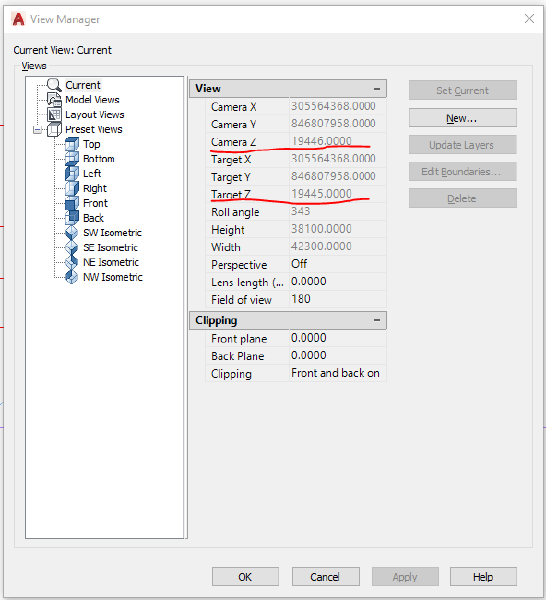 View Manager
Current View: Current
Views
Current
Model Views
Layout Views
Preset Views
Top
Bottom
Left
Right
Front
Back
SW Isometric
SE Isometric
NE Isometric
NW Isometric
View
Camera X 305564368.0000
Camera Y 846807958.0000
Camera Z 19446.0000
Target X 305564368.0000
Target Y 846807958.0000
Target Z 19445.0000
Roll angle 343
Height 38100.0000
Width 42300.0000
Perspective Off
Lens length (... 0.0000
Field of view 180
Clipping
Front plane 0.0000
Back Plane 0.0000
Clipping Front and back on
Set Current
New...
Update Layers
Edit Boundaries...
Delete
OK
Cancel
Apply
Help